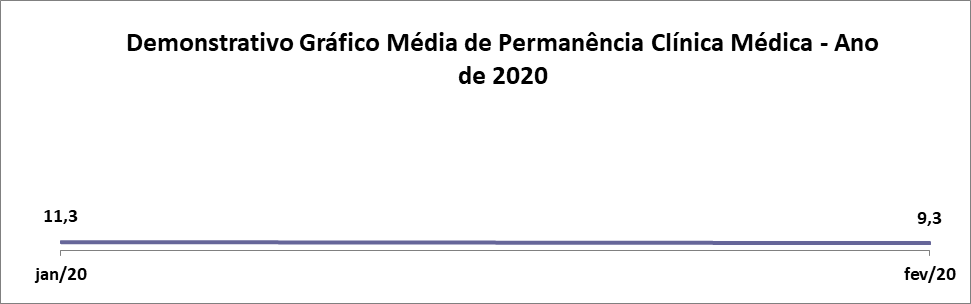 Demonstrativo Gráfico Média de Permanência Clínica Médica - Ano
de 2020
11,3
9,3
jan/20
fev/20